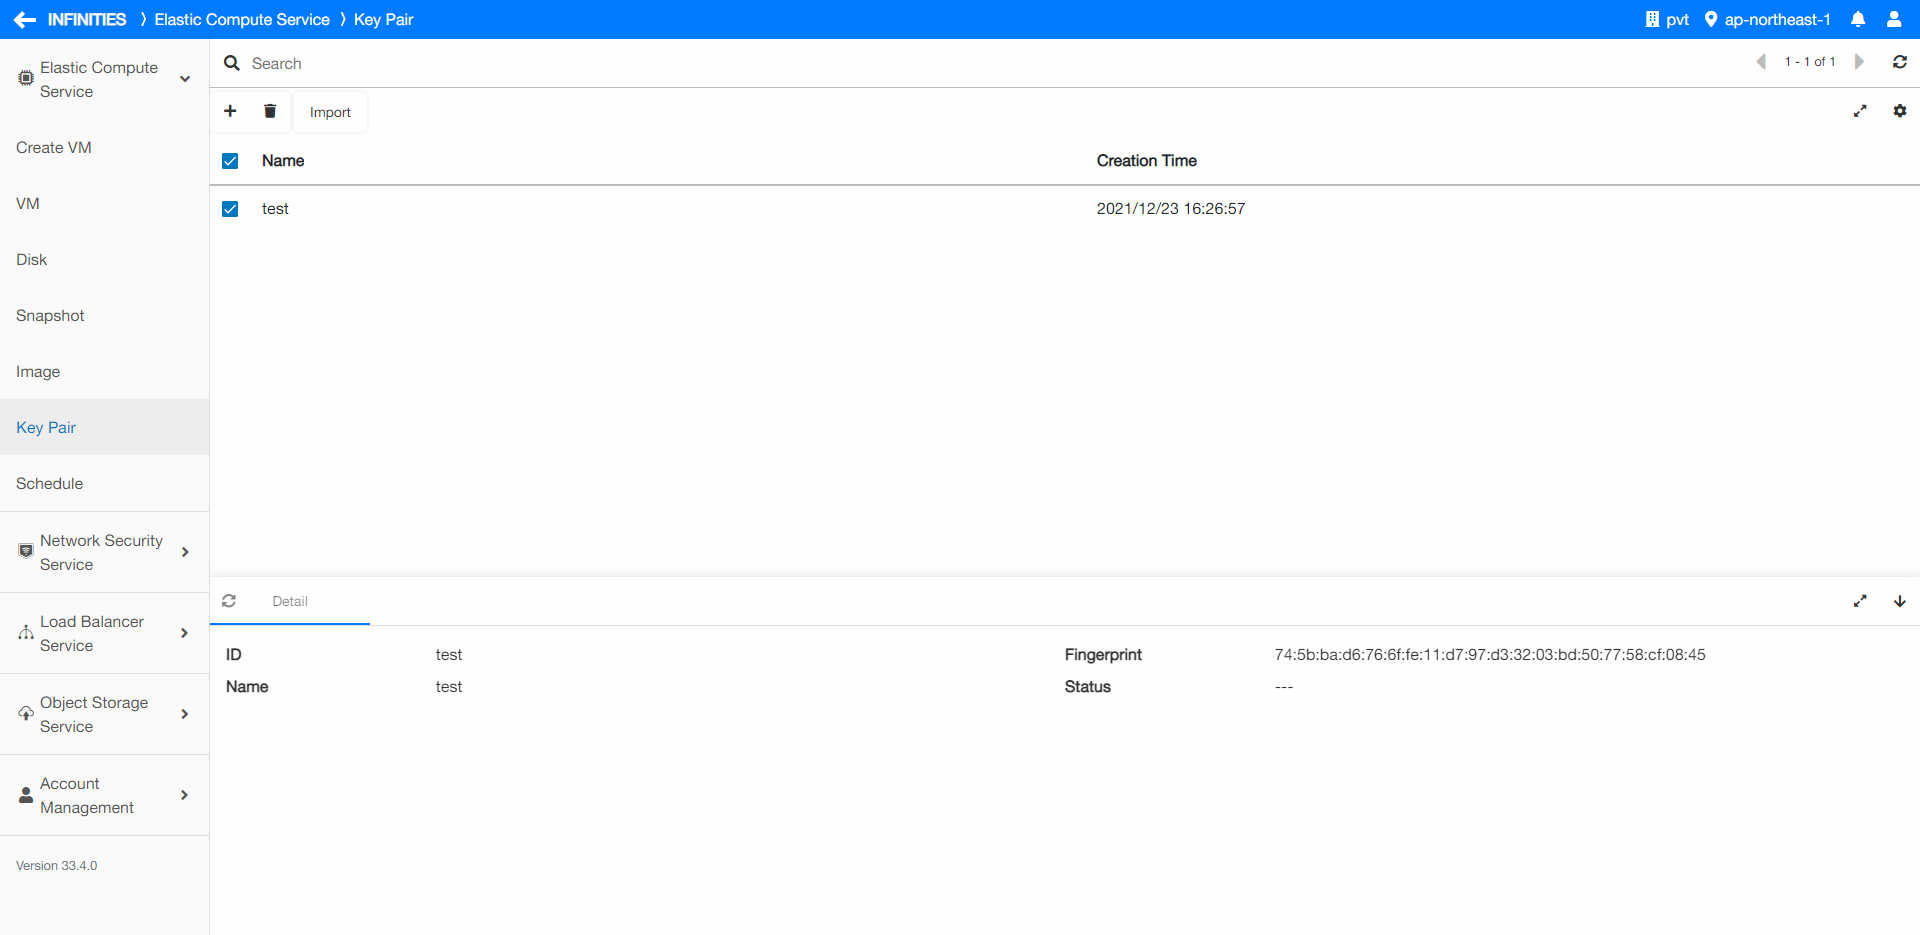 INFINITIES ⟩ Elastic Compute Service ⟩ Key Pair
pvt ap-northeast-1
Elastic Compute
Service
Create VM
VM
Disk
Snapshot
Image
Key Pair
Schedule
Network Security
Service
Load Balancer
Service
Object Storage
Service
Account
Management
Version 33.4.0
Search
1 - 1 of 1
Import
Name Creation Time
test 2021/12/23 16:26:57
Detail
ID test Fingerprint 74:5b:ba:d6:76:6f:fe:11:d7:97:d3:32:03:bd:50:77:58:cf:08:45
Name test Status ---